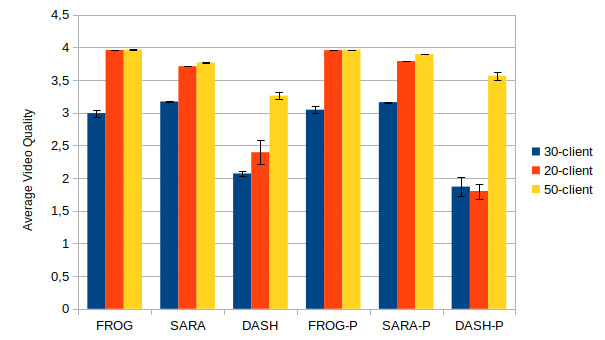 4,5
4
3,5
3
2,5
2
1,5
1
0,5
0
Average Video Quality
FROG
SARA
DASH
FROG-P
SARA-P
DASH-P
30-client
20-client
50-client